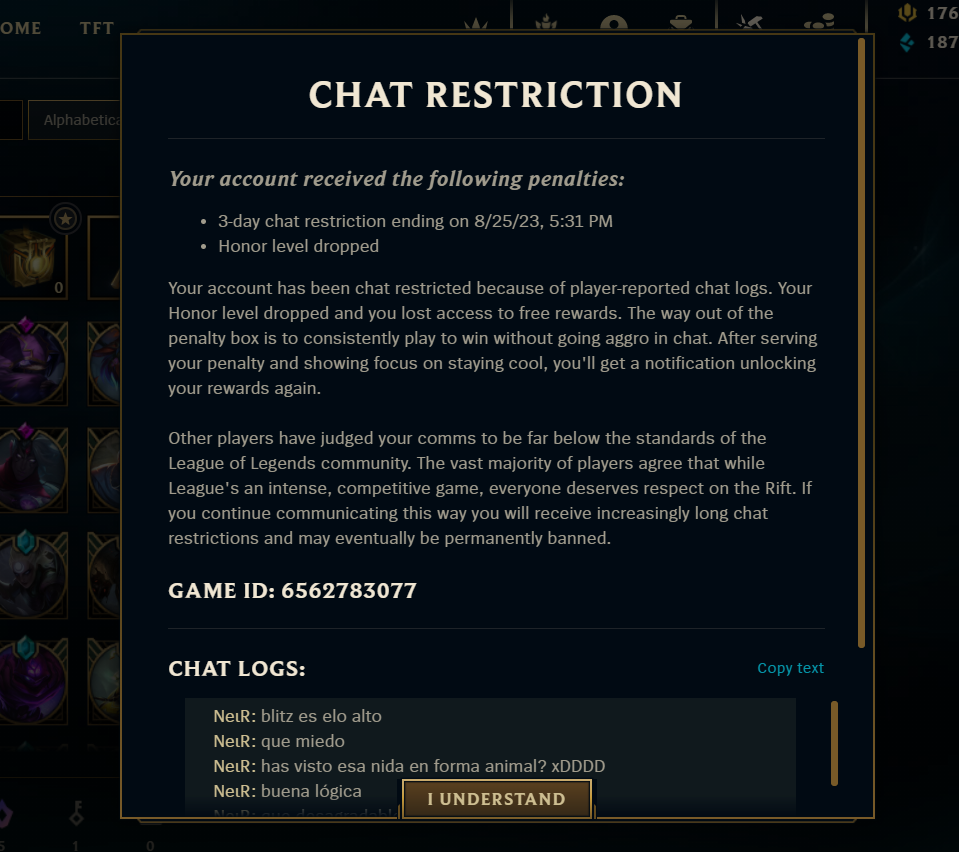 OME TFT
176
187
Alphabetica
0
CHAT RESTRICTION
Your account received the following penalties:
• 3-day chat restriction ending on 8/25/23, 5:31 PM
• Honor level dropped
Your account has been chat restricted because of player-reported chat logs. Your
Honor level dropped and you lost access to free rewards. The way out of the
penalty box is to consistently play to win without going aggro in chat. After serving
your penalty and showing focus on staying cool, you'll get a notification unlocking
your rewards again.
Other players have judged your comms to be far below the standards of the
League of Legends community. The vast majority of players agree that while
League's an intense, competitive game, everyone deserves respect on the Rift. If
you continue communicating this way you will receive increasingly long chat
restrictions and may eventually be permanently banned.
GAME ID: 6562783077
CHAT LOGS:
Copy text
NeιR: blitz es elo alto
NeιR: que miedo
NeιR: has visto esa nida en forma animal? xDDDD
NeιR: buena lógica
I UNDERSTAND
5 1 0